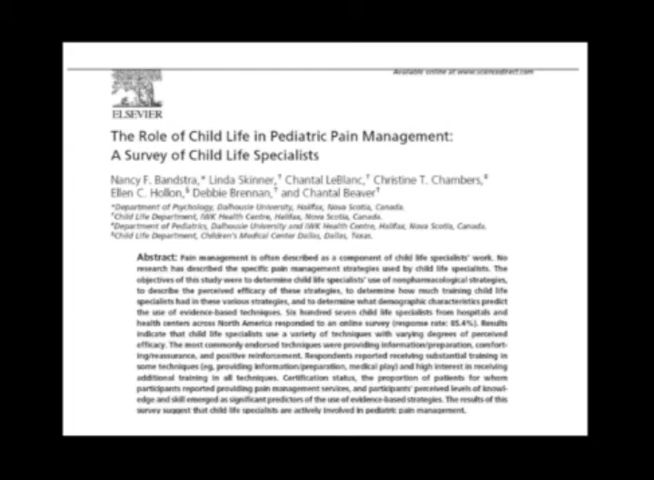 Available online at www.sciencedirect.com
ELSEVIER
The Role of Child Life in Pediatric Pain Management:
A Survey of Child Life Specialists
Nancy F. Bandstra,* Linda Skinner,† Chantal LeBlanc,† Christine T. Chambers,‡
Ellen C. Hollon,§ Debbie Brennan,† and Chantal Beaver†
*Department of Psychology, Dalhousie University, Halifax, Nova Scotia, Canada.
†Child Life Department, IWK Health Centre, Halifax, Nova Scotia, Canada.
‡Department of Pediatrics, Dalhousie University and IWK Health Centre, Halifax, Nova Scotia, Canada.
§Child Life Department, Children's Medical Center Dallas, Dallas, Texas.
Abstract: Pain management is often described as a component of child life specialists' work. No
research has described the specific pain management strategies used by child life specialists. The
objectives of this study were to determine child life specialists' use of nonpharmacological strategies,
to describe the perceived efficacy of these strategies, to determine how much training child life
specialists had in these various strategies, and to determine what demographic characteristics predict
the use of evidence-based techniques. Six hundred seven child life specialists from hospitals and
health centers across North America responded to an online survey (response rate: 85.4%). Results
indicate that child life specialists use a variety of techniques with varying degrees of perceived
efficacy. The most commonly endorsed techniques were providing information/preparation, comfort-
ing/reassurance, and positive reinforcement. Respondents reported receiving substantial training in
some techniques (eg, providing information/preparation, medical play) and high interest in receiving
additional training in all techniques. Certification status, the proportion of patients for whom
participants reported providing pain management services, and participants' perceived levels of knowl-
edge and skill emerged as significant predictors of the use of evidence-based strategies. The results of this
survey suggest that child life specialists are actively involved in pediatric pain management.